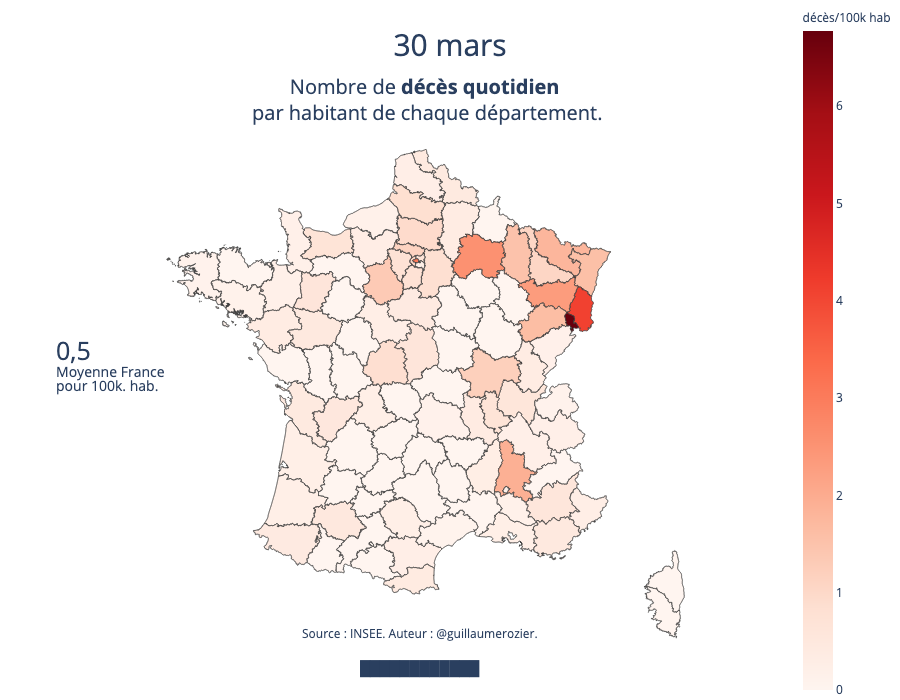 décès/100k hab
30 mars
Nombre de décès quotidien
par habitant de chaque département.
6
5
4
3
2
1
0
0,5
Moyenne France
pour 100k. hab.
Source : INSEE. Auteur : @guillaumerozier.